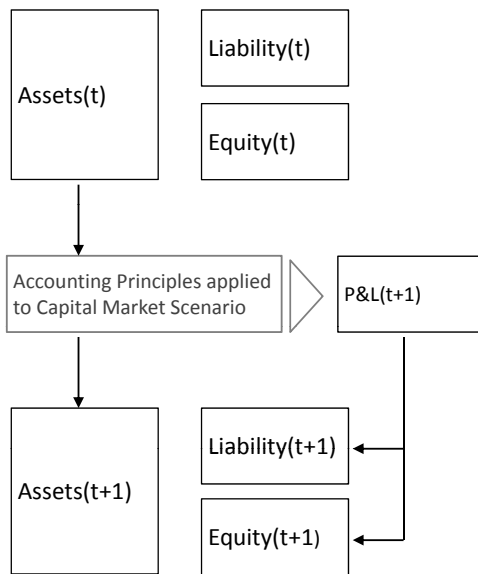 Assets(t)
Liability(t)
Equity(t)
Accounting Principles applied
to Capital Market Scenario
P&L(t+1)
Assets(t+1)
Liability(t+1)
Equity(t+1)